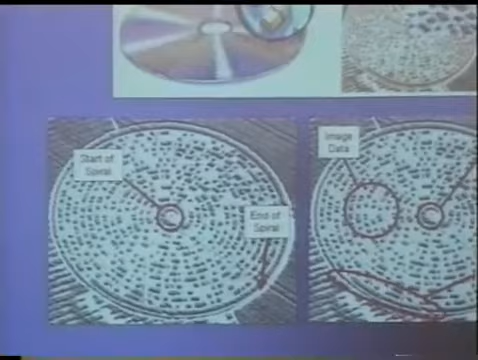 Start of
Spiral
End of
Spiral
Image
Data